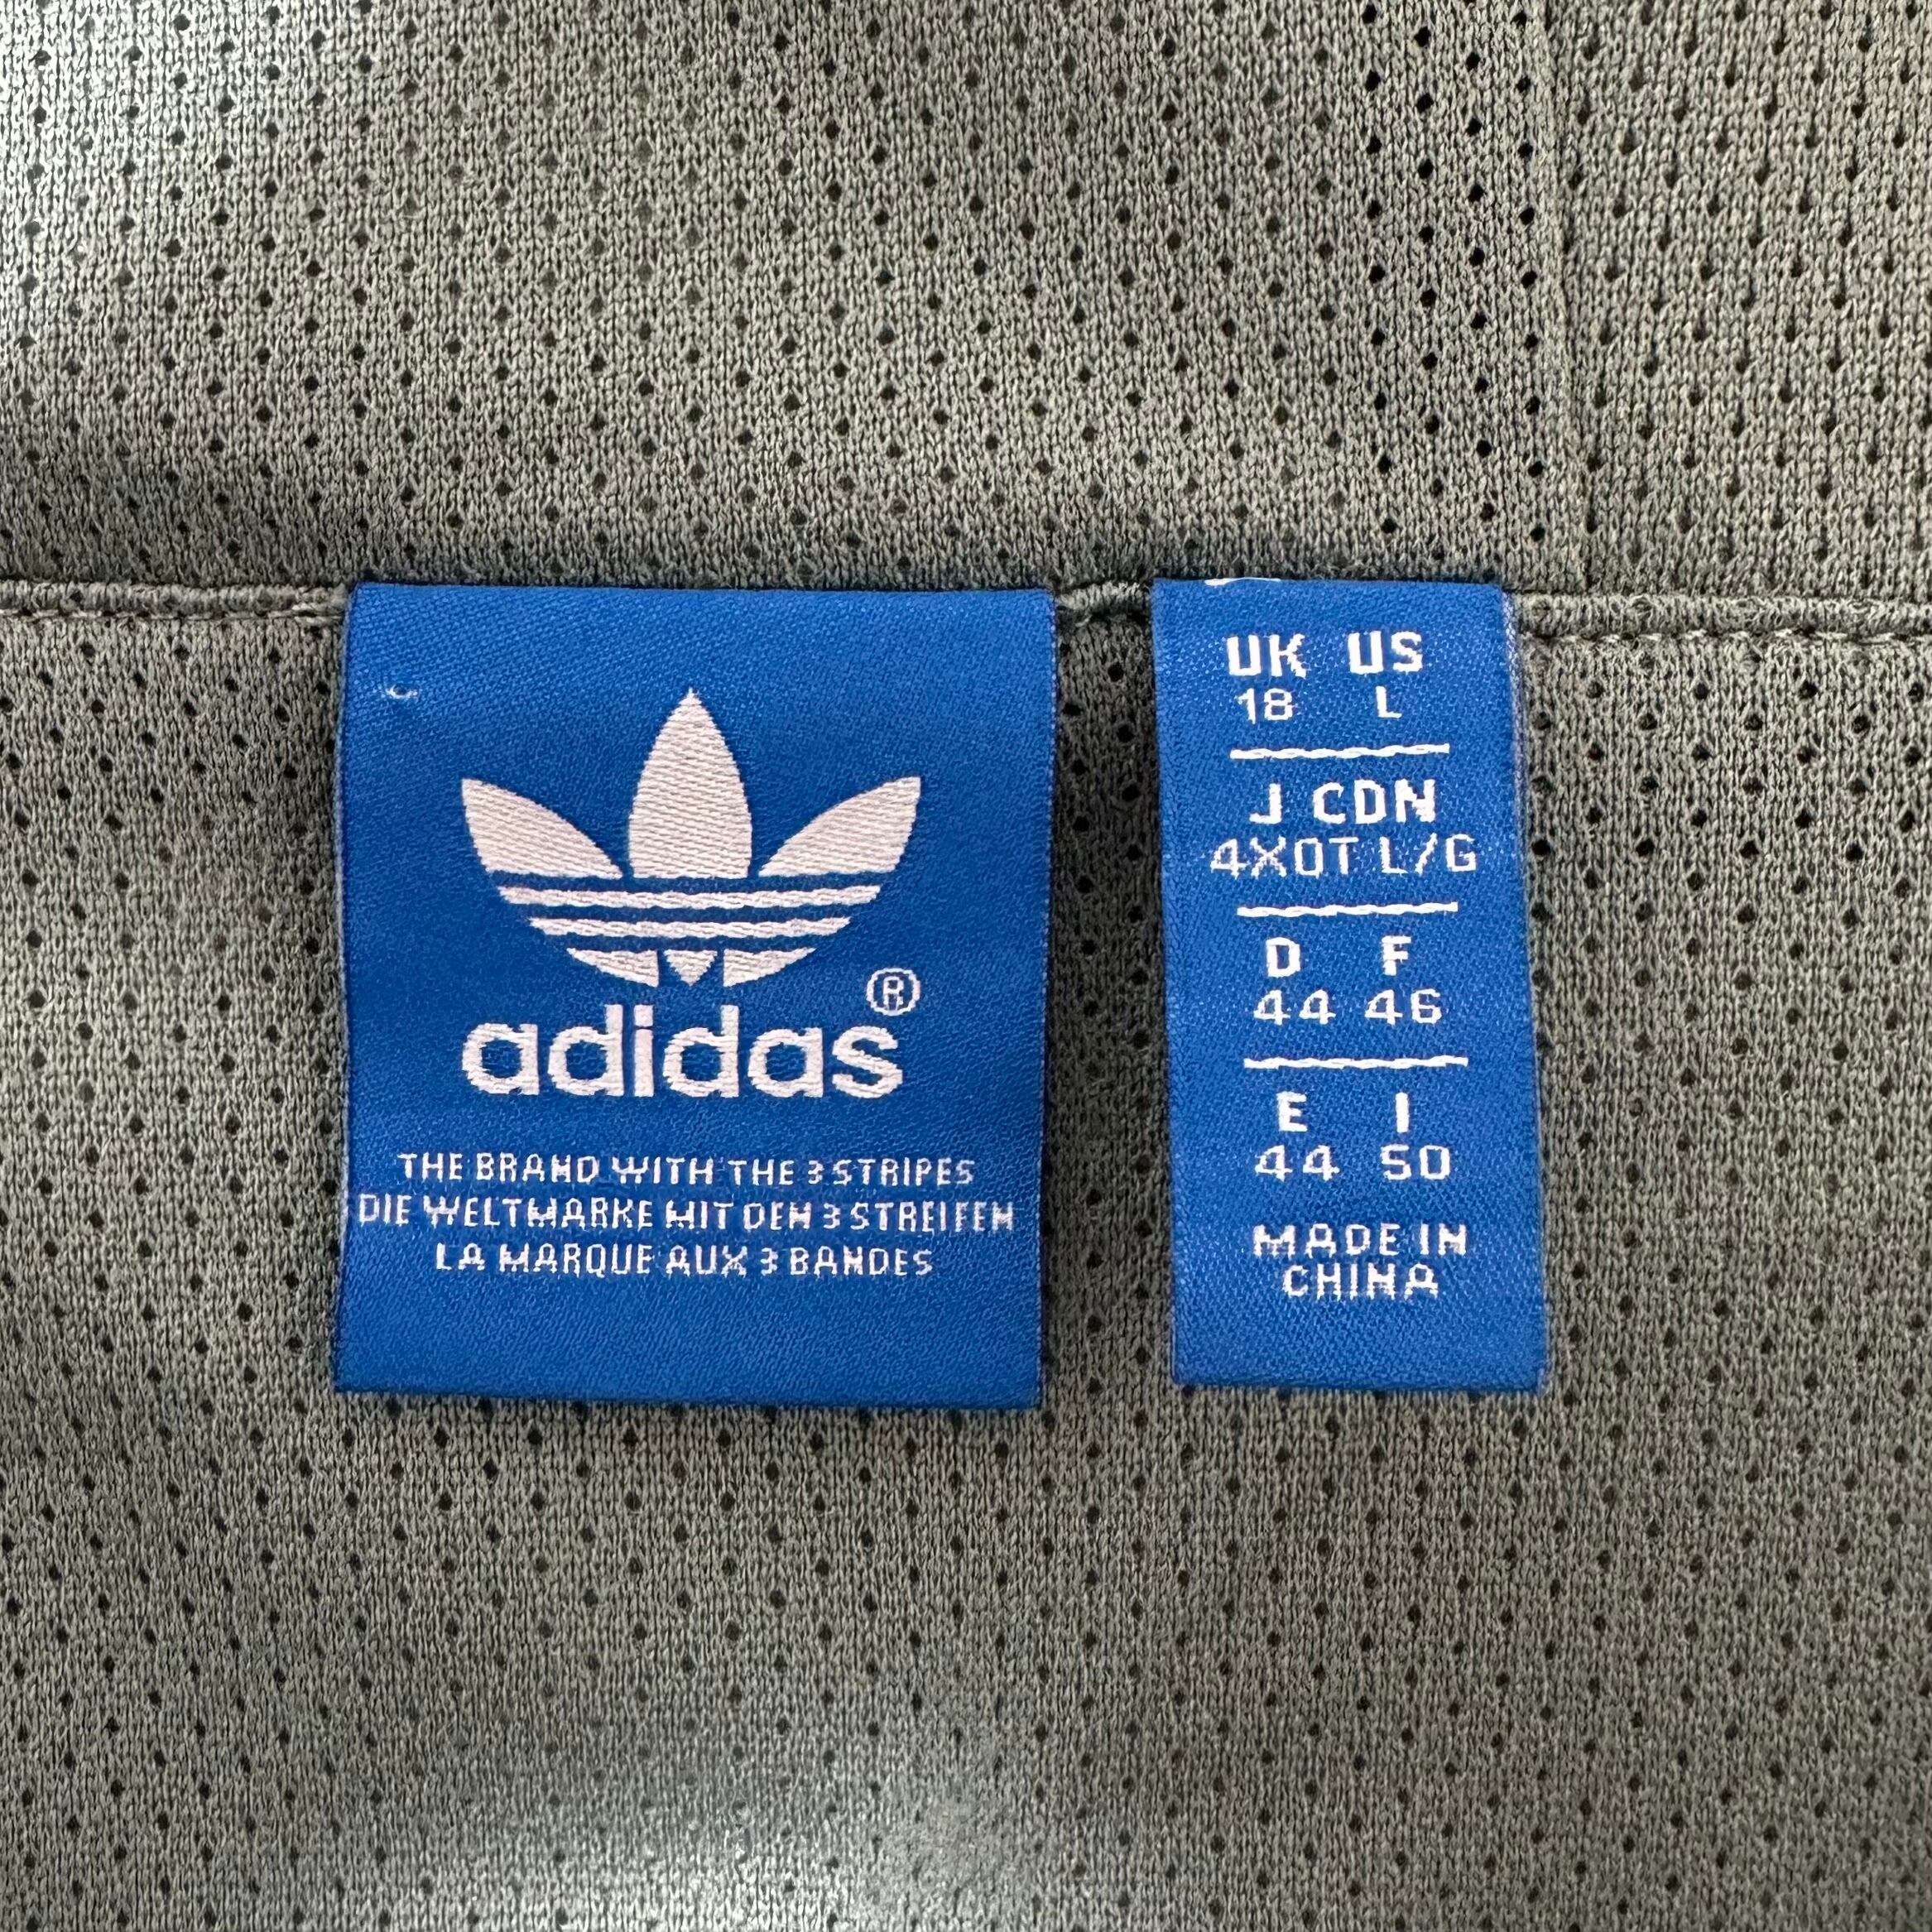 adidas®
THE BRAND WITH THE 3 STRIPES
DIE WELTMARKE MIT DEN 3 STREIFEN
LA MARQUE AUX 3 BANDES
UK US
18 L
J CDN
4XOT L/G
D F
44 46
E I
44 50
MADE IN
CHINA